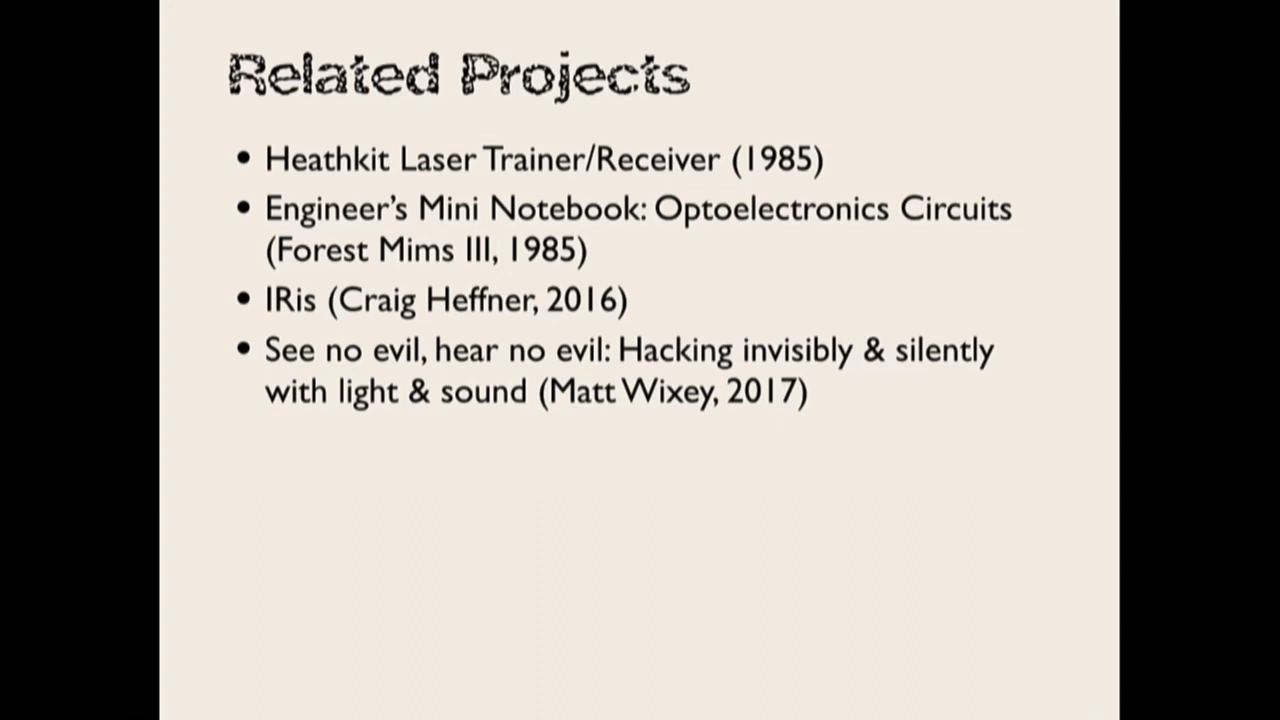 Related Projects
• Heathkit Laser Trainer/Receiver (1985)
• Engineer's Mini Notebook: Optoelectronics Circuits
(Forest Mims III, 1985)
• IRis (Craig Heffner, 2016)
• See no evil, hear no evil: Hacking invisibly & silently
with light & sound (Matt Wixey, 2017)